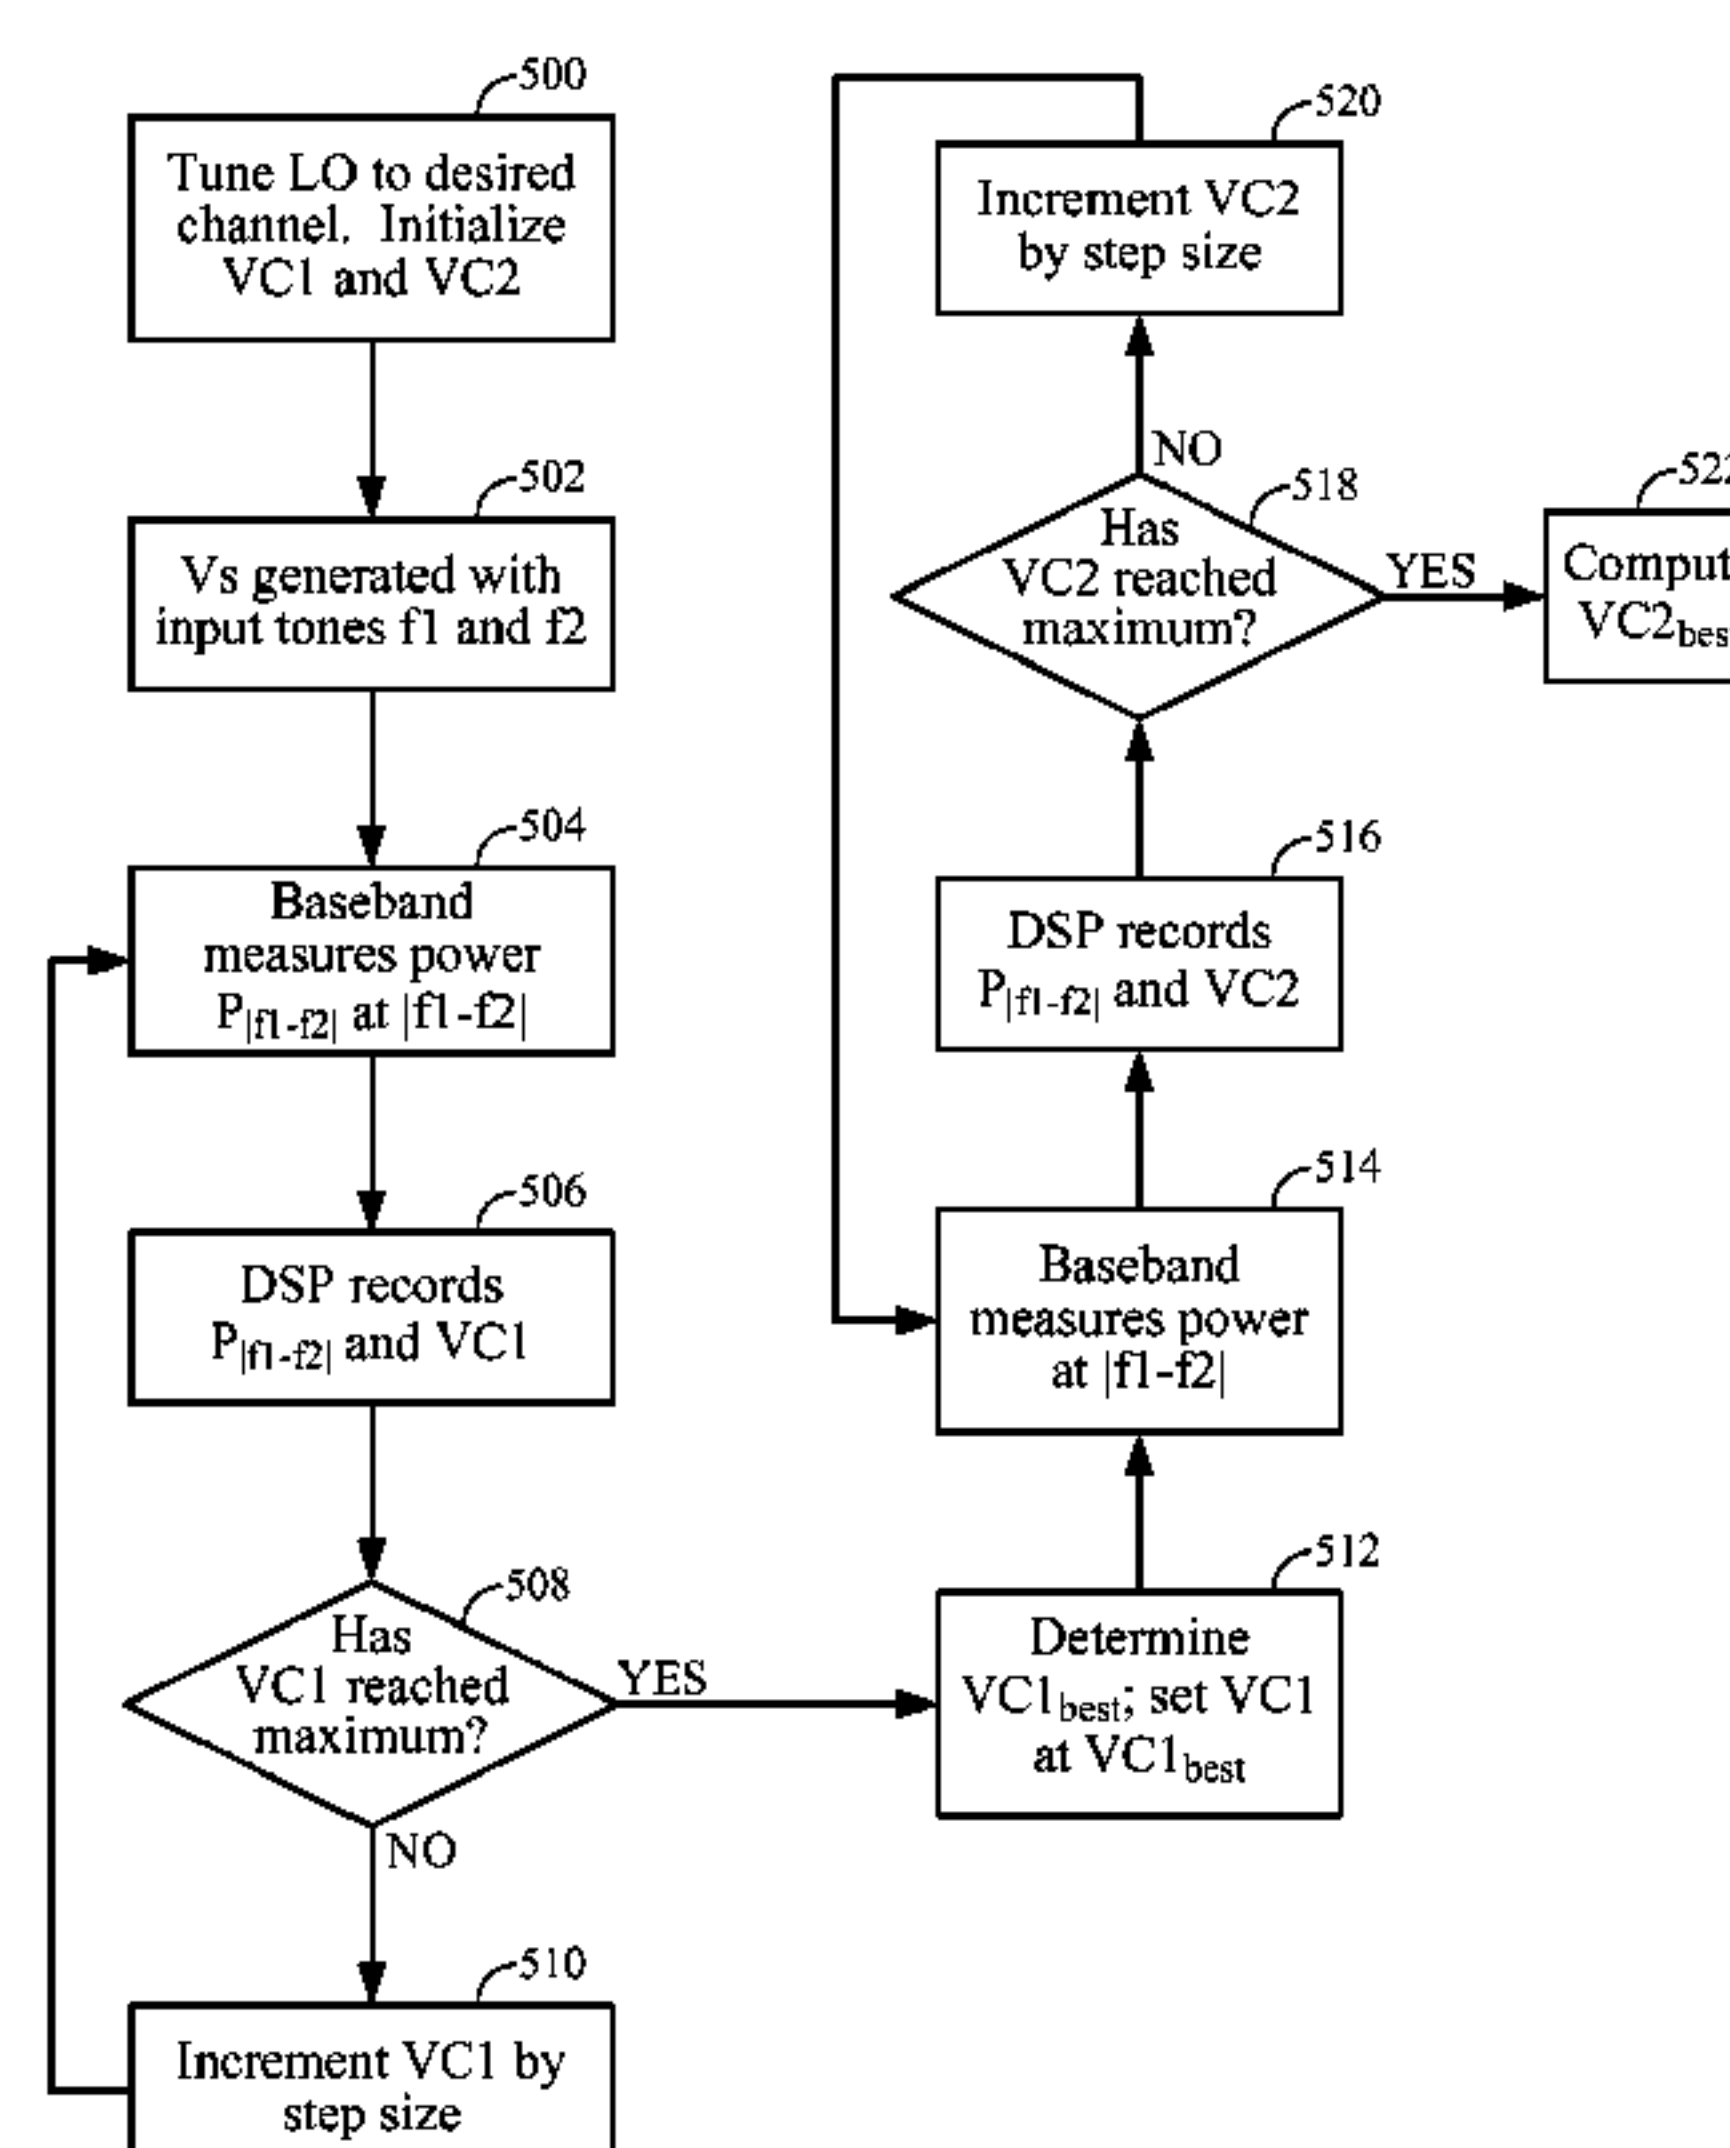 500
Tune LO to desired
channel. Initialize
VC1 and VC2
502
Vs generated with
input tones f1 and f2
504
Baseband
measures power
P|f1-f2| at |f1-f2|
506
DSP records
P|f1-f2| and VC1
508
Has
VC1 reached
maximum?
YES
NO
510
Increment VC1 by
step size
512
Determine
VC1best; set VC1
at VC1best
514
Baseband
measures power
at |f1-f2|
516
DSP records
P|f1-f2| and VC2
518
Has
VC2 reached
maximum?
NO
YES
520
Increment VC2
by step size